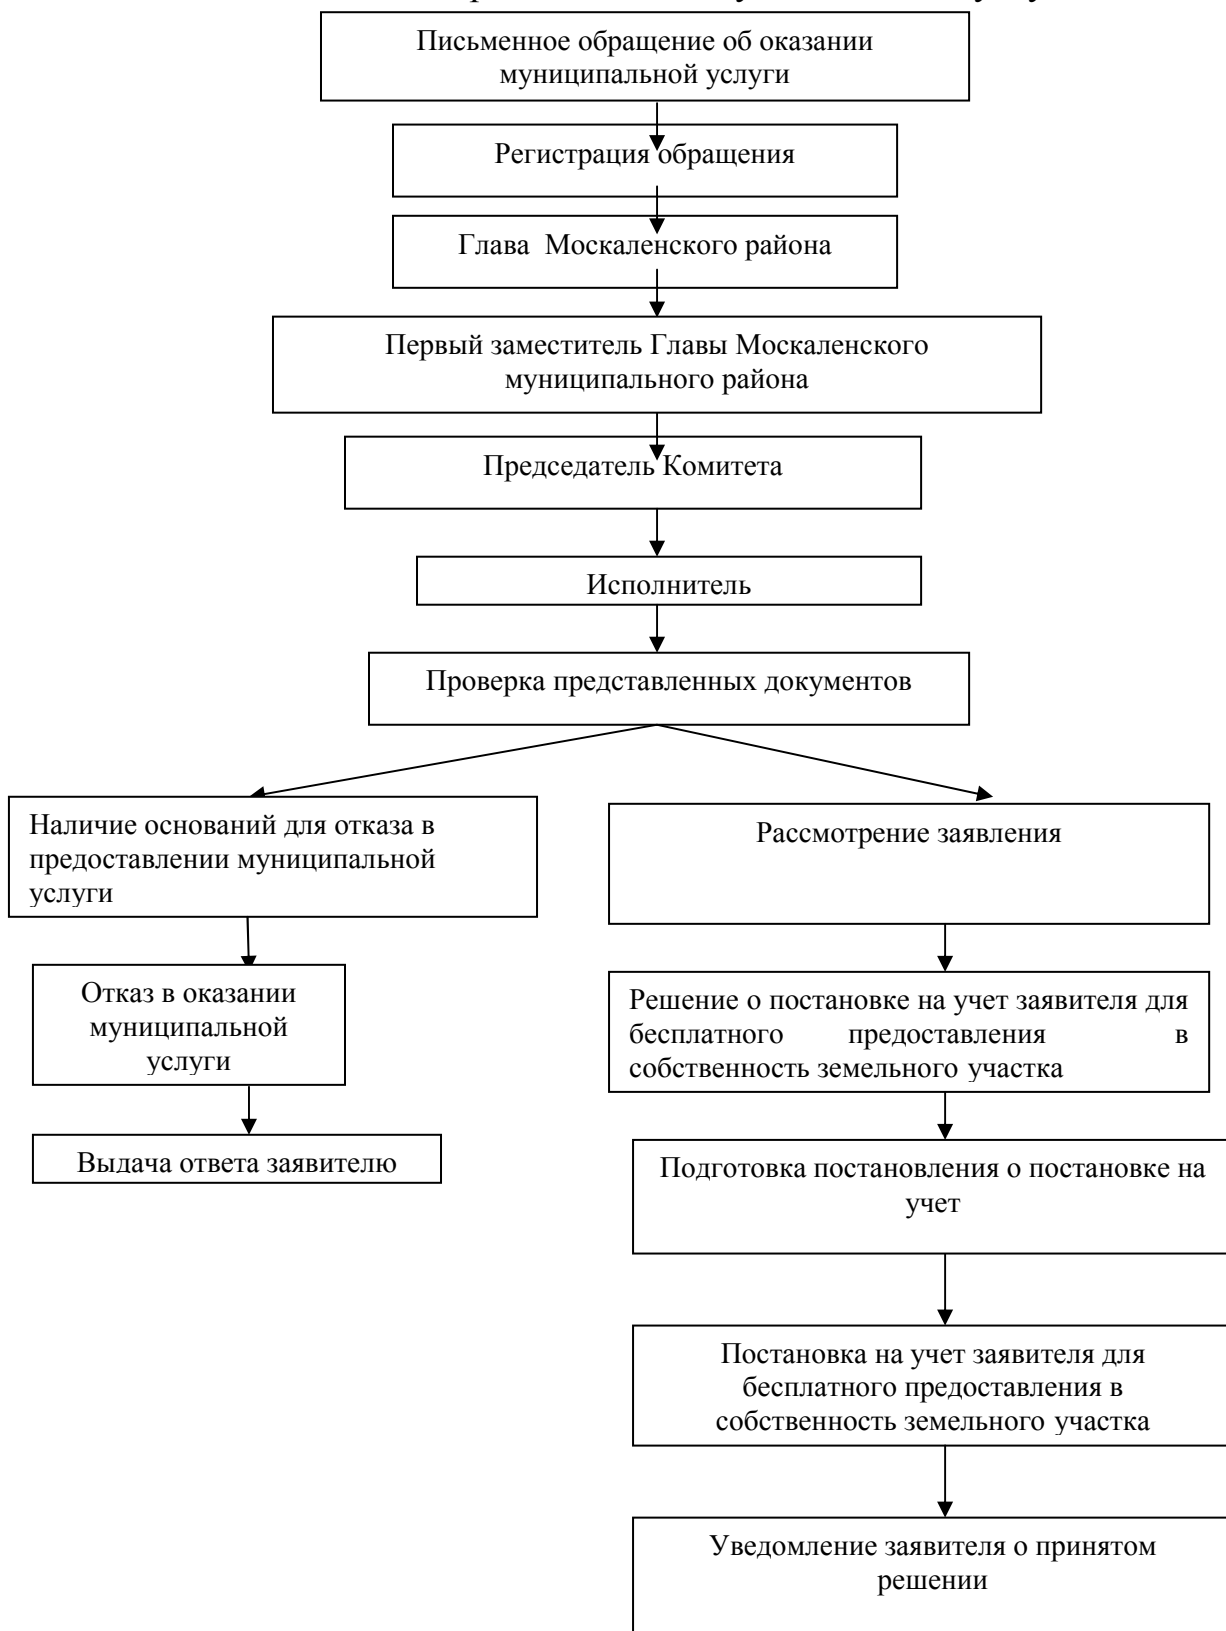 Письменное обращение об оказании
муниципальной услуги
Регистрация обращения
Глава Москаленского района
Первый заместитель Главы Москаленского
муниципального района
Председатель Комитета
Исполнитель
Проверка представленных документов
Наличие оснований для отказа в
предоставлении муниципальной
услуги
Рассмотрение заявления
Отказ в оказании
муниципальной
услуги
Решение о постановке на учет заявителя для
бесплатного предоставления в
собственность земельного участка
Выдача ответа заявителю
Подготовка постановления о постановке на
учет
Постановка на учет заявителя для
бесплатного предоставления в
собственность земельного участка
Уведомление заявителя о принятом
решении